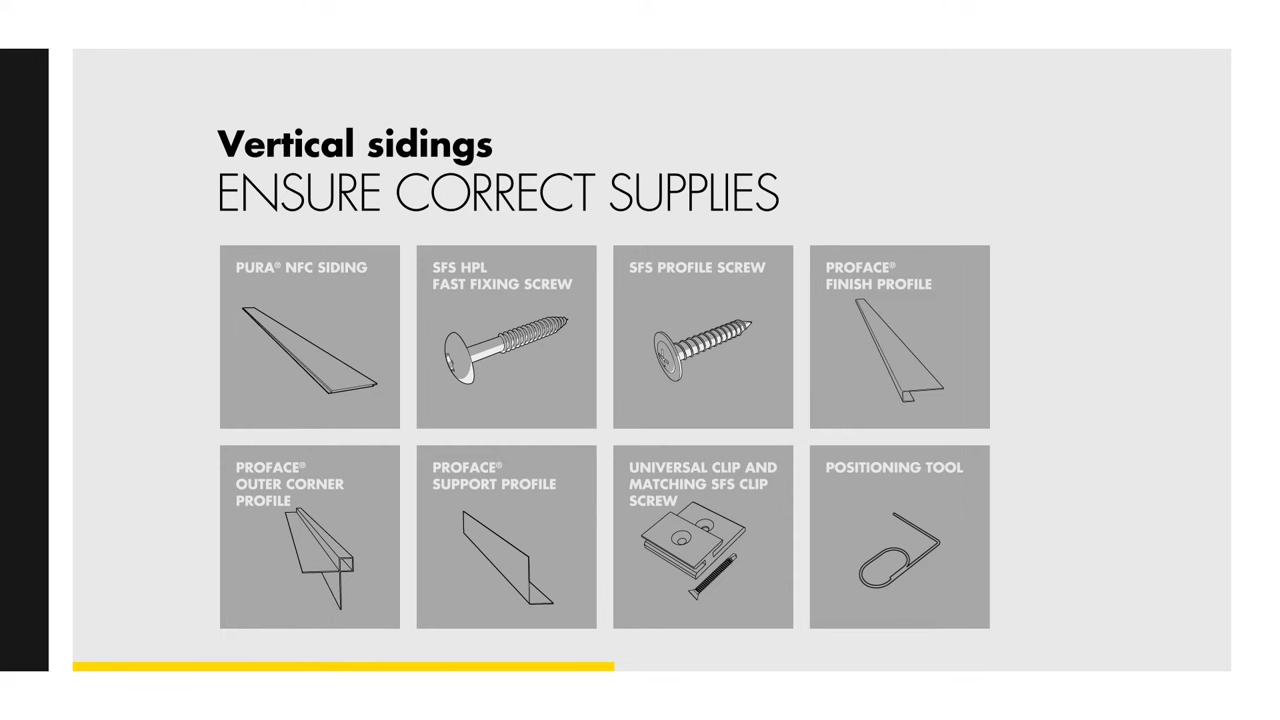 Vertical sidings
ENSURE CORRECT SUPPLIES
PURA® NFC SIDING
SFS HPL
FAST FIXING SCREW
SFS PROFILE SCREW
PROFACE®
FINISH PROFILE
PROFACE®
OUTER CORNER
PROFILE
PROFACE®
SUPPORT PROFILE
UNIVERSAL CLIP AND
MATCHING SFS CLIP
SCREW
POSITIONING TOOL